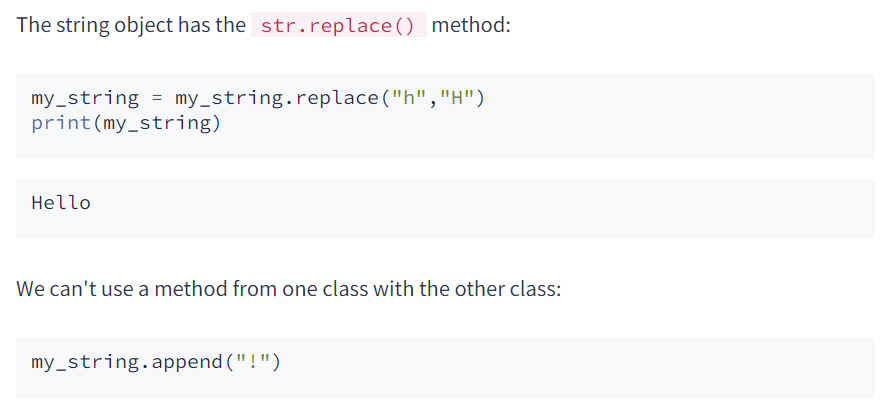 The string object has the str.replace() method:
my_string = my_string.replace("h","H")
print(my_string)
Hello
We can't use a method from one class with the other class:
my_string.append("!")